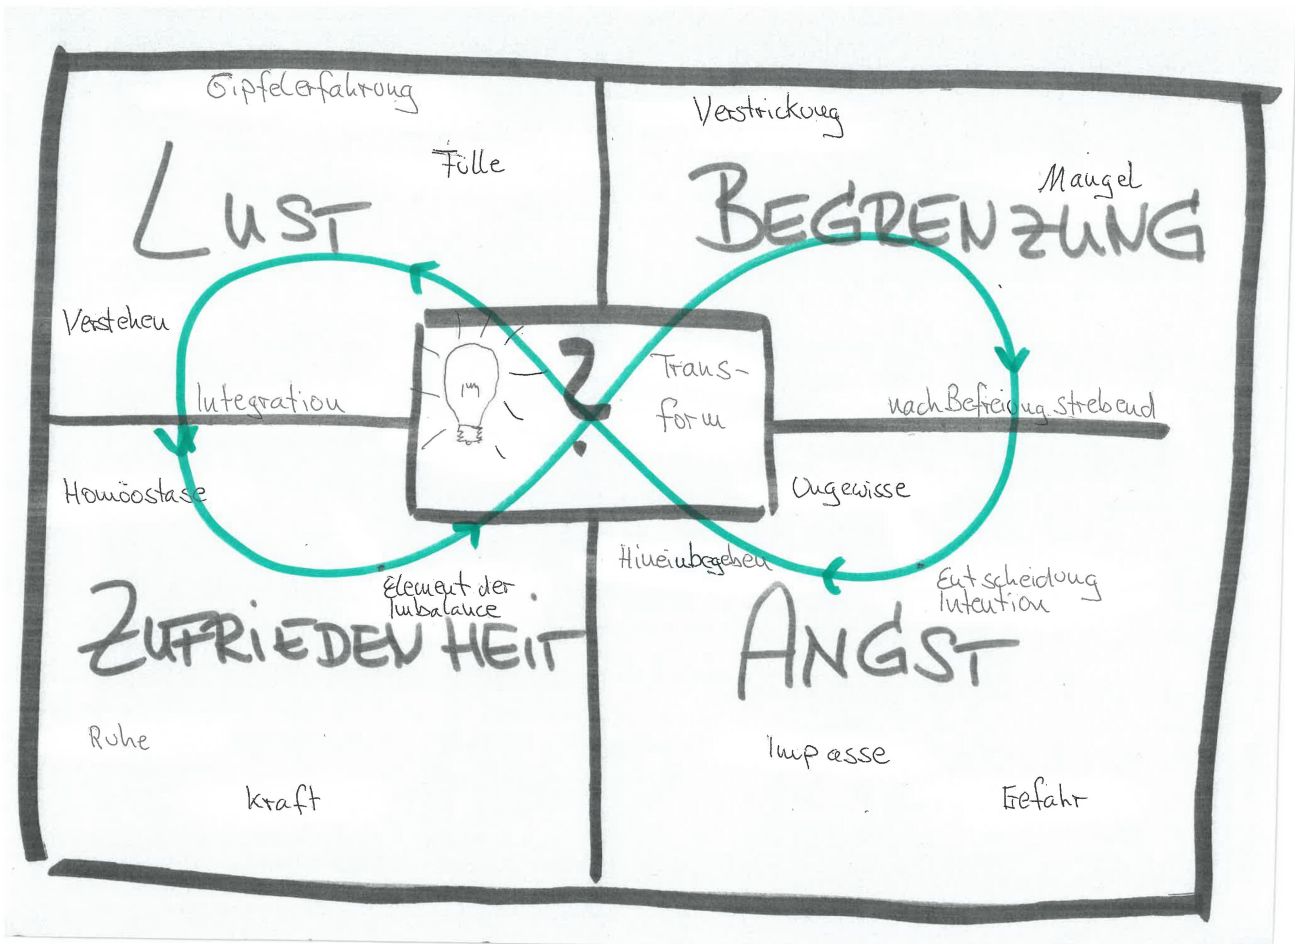 Gipfelerfahrung
Fülle
LUST
Verstehen
Integration
Verstrickung
Mangel
BEGRENZUNG
nach Befreiung strebend
?
Trans-
form
Homöostase
Element der
Imbalance
ZUFRIEDENHEIT
Ruhe
Kraft
Ungewisse
Hineinbegeben
Entscheidung
Intention
ANGST
Impasse
Gefahr